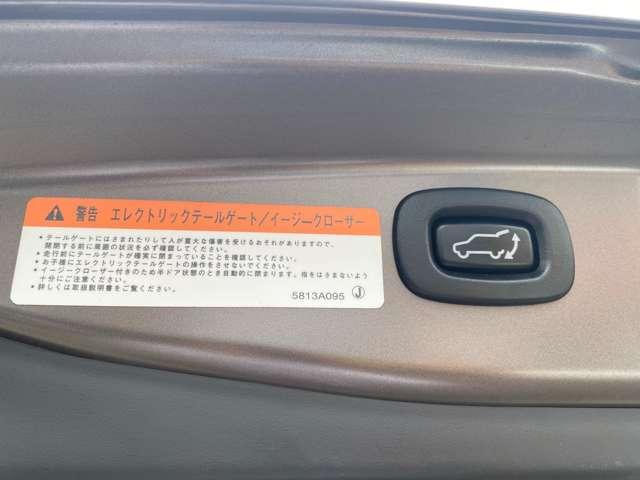 警告 エレクトリックテールゲート/イージークローザー
*テールゲートにはさまれたりして人が重大な傷害を受けるおそれがありますので、
開閉する前に周囲の状況を必ず確認してください。
*走行前にテールゲートが確実に閉まっていることを確認してください。
*お子様にエレクトリックテールゲートの操作をさせないでください。
*イージークローザー付きのため半ドア状態のとき自動的に閉まります。指をはさまないよう
十分にご注意ください。
*詳しくは取扱説明書をご覧ください。
5813A095 Ⓙ